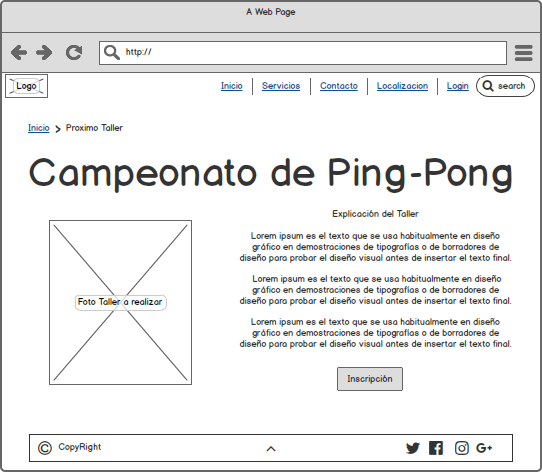 A Web Page
http://
Logo
Inicio
Servicios
Contacto
Localizacion
Login
search
Inicio
Proximo Taller
Campeonato de Ping-Pong
Explicación del Taller
Lorem ipsum es el texto que se usa habitualmente en diseño
gráfico en demostraciones de tipografías o de borradores de
diseño para probar el diseño visual antes de insertar el texto final.
Lorem ipsum es el texto que se usa habitualmente en diseño
gráfico en demostraciones de tipografías o de borradores de
diseño para probar el diseño visual antes de insertar el texto final.
Lorem ipsum es el texto que se usa habitualmente en diseño
gráfico en demostraciones de tipografías o de borradores de
diseño para probar el diseño visual antes de insertar el texto final.
Foto Taller a realizar
Inscripción
© CopyRight
G+